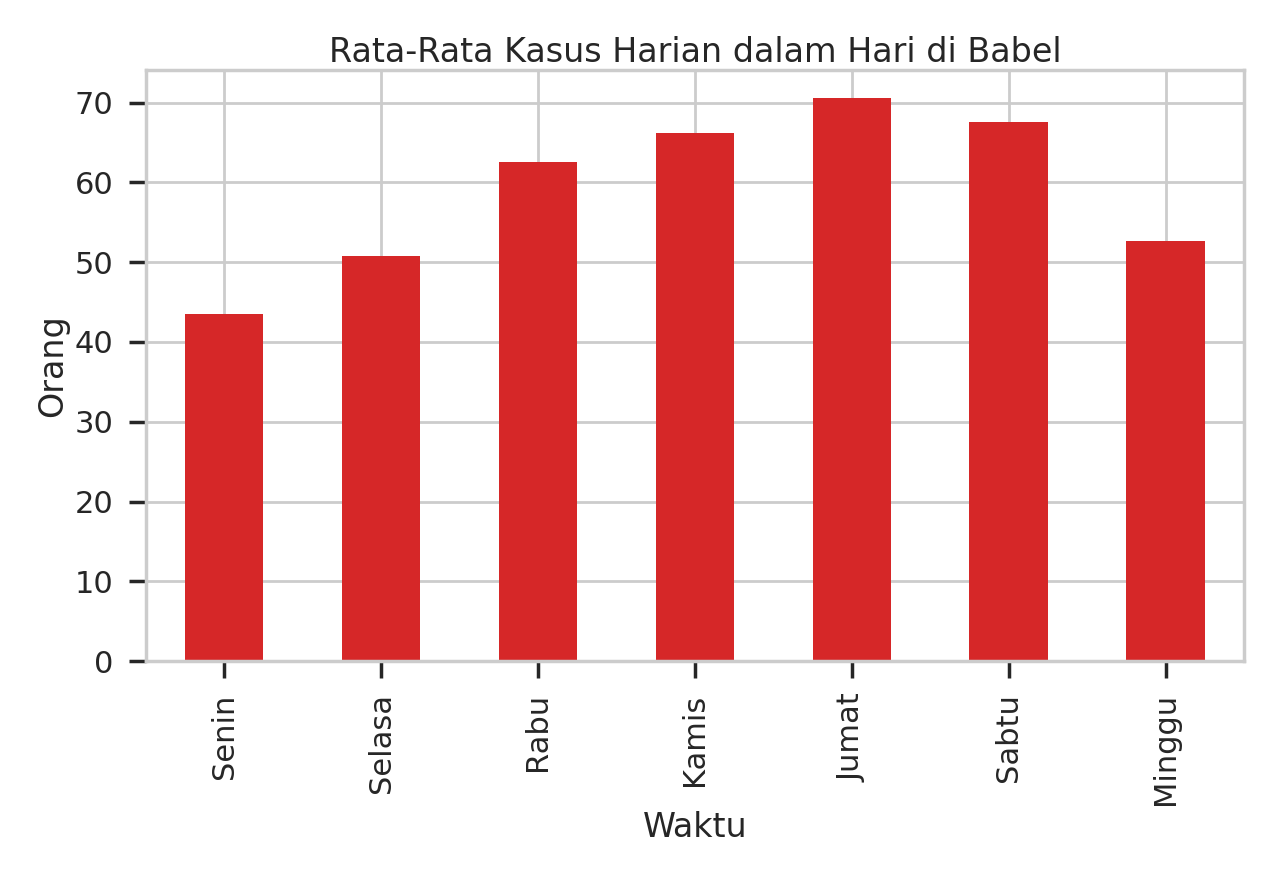 Rata-Rata Kasus Harian dalam Hari di Babel
70
60
50
40
30
20
10
0
Orang
Senin
Selasa
Rabu
Kamis
Jumat
Sabtu
Minggu
Waktu